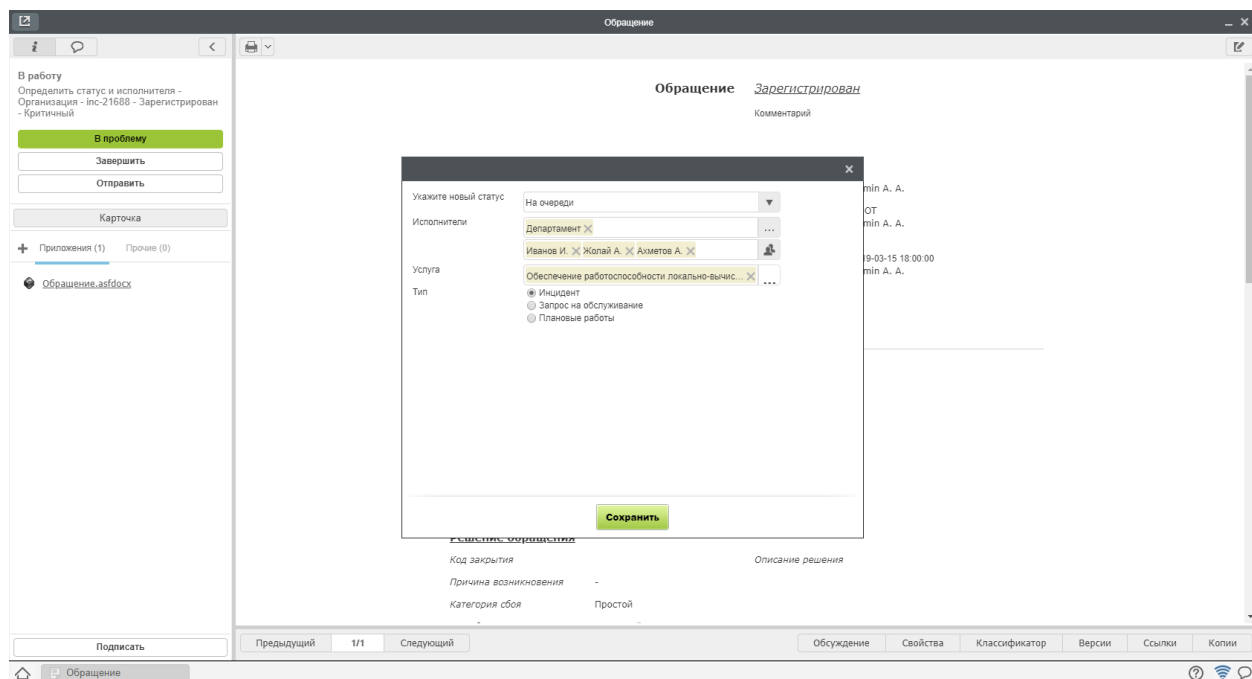 Обращение
В работу
Определить статус и исполнителя -
Организация - inc-21688 - Зарегистрирован
- Критичный
В проблему
Завершить
Отправить
Карточка
Приложения (1) Прочие (0)
Обращение.asfdocx
Подписать
Обращение Зарегистрирован
Комментарий
min A. A.
ОТ
min A. A.
19-03-15 18:00:00
min A. A.
Укажите новый статус На очереди
Исполнители Департамент
Иванов И. Жолай А. Ахметов А.
Услуга Обеспечение работоспособности локально-вычис...
Тип Инцидент
Запрос на обслуживание
Плановые работы
Сохранить
Решение обращения
Код закрытия Описание решения
Причина возникновения -
Категория сбоя Простой
Предыдущий 1/1 Следующий Обсуждение Свойства Классификатор Версии Ссылки Копии
Обращение